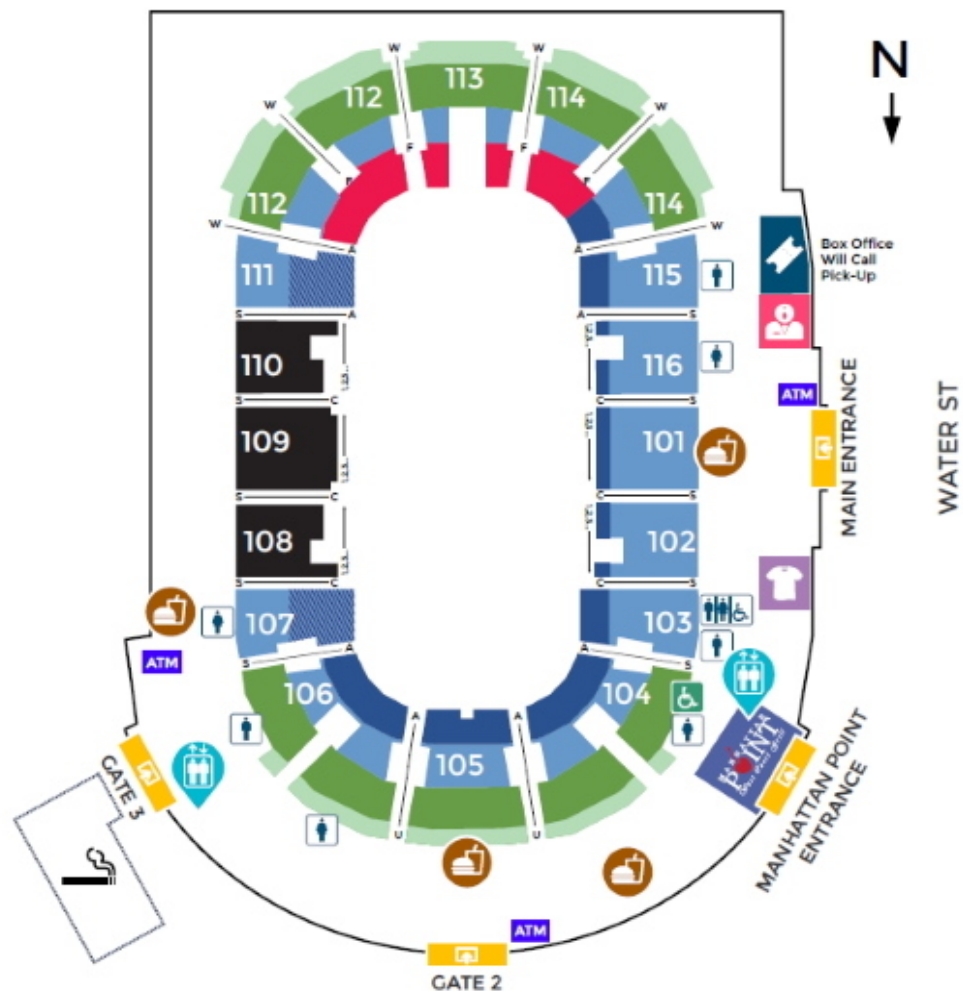 N
W
W
113
W
W
112
114
F
F
W
F
F
W
112
114
W
W
A
A
111
115
Box Office
Will Call
Pick-Up
S
A
A
S
110
116
ATM
S
C
C
S
109
101
MAIN ENTRANCE
WATER ST
S
C
C
S
108
102
S
C
C
S
107
103
ATM
S
A
A
S
106
104
A
A
105
MANHATTAN
POINT
MANHATTAN POINT
ENTRANCE
GATE 3
U
U
ATM
GATE 2